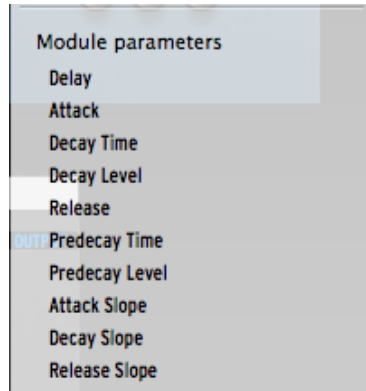 Module parameters
Delay
Attack
Decay Time
Decay Level
Release
Predecay Time
Predecay Level
Attack Slope
Decay Slope
Release Slope